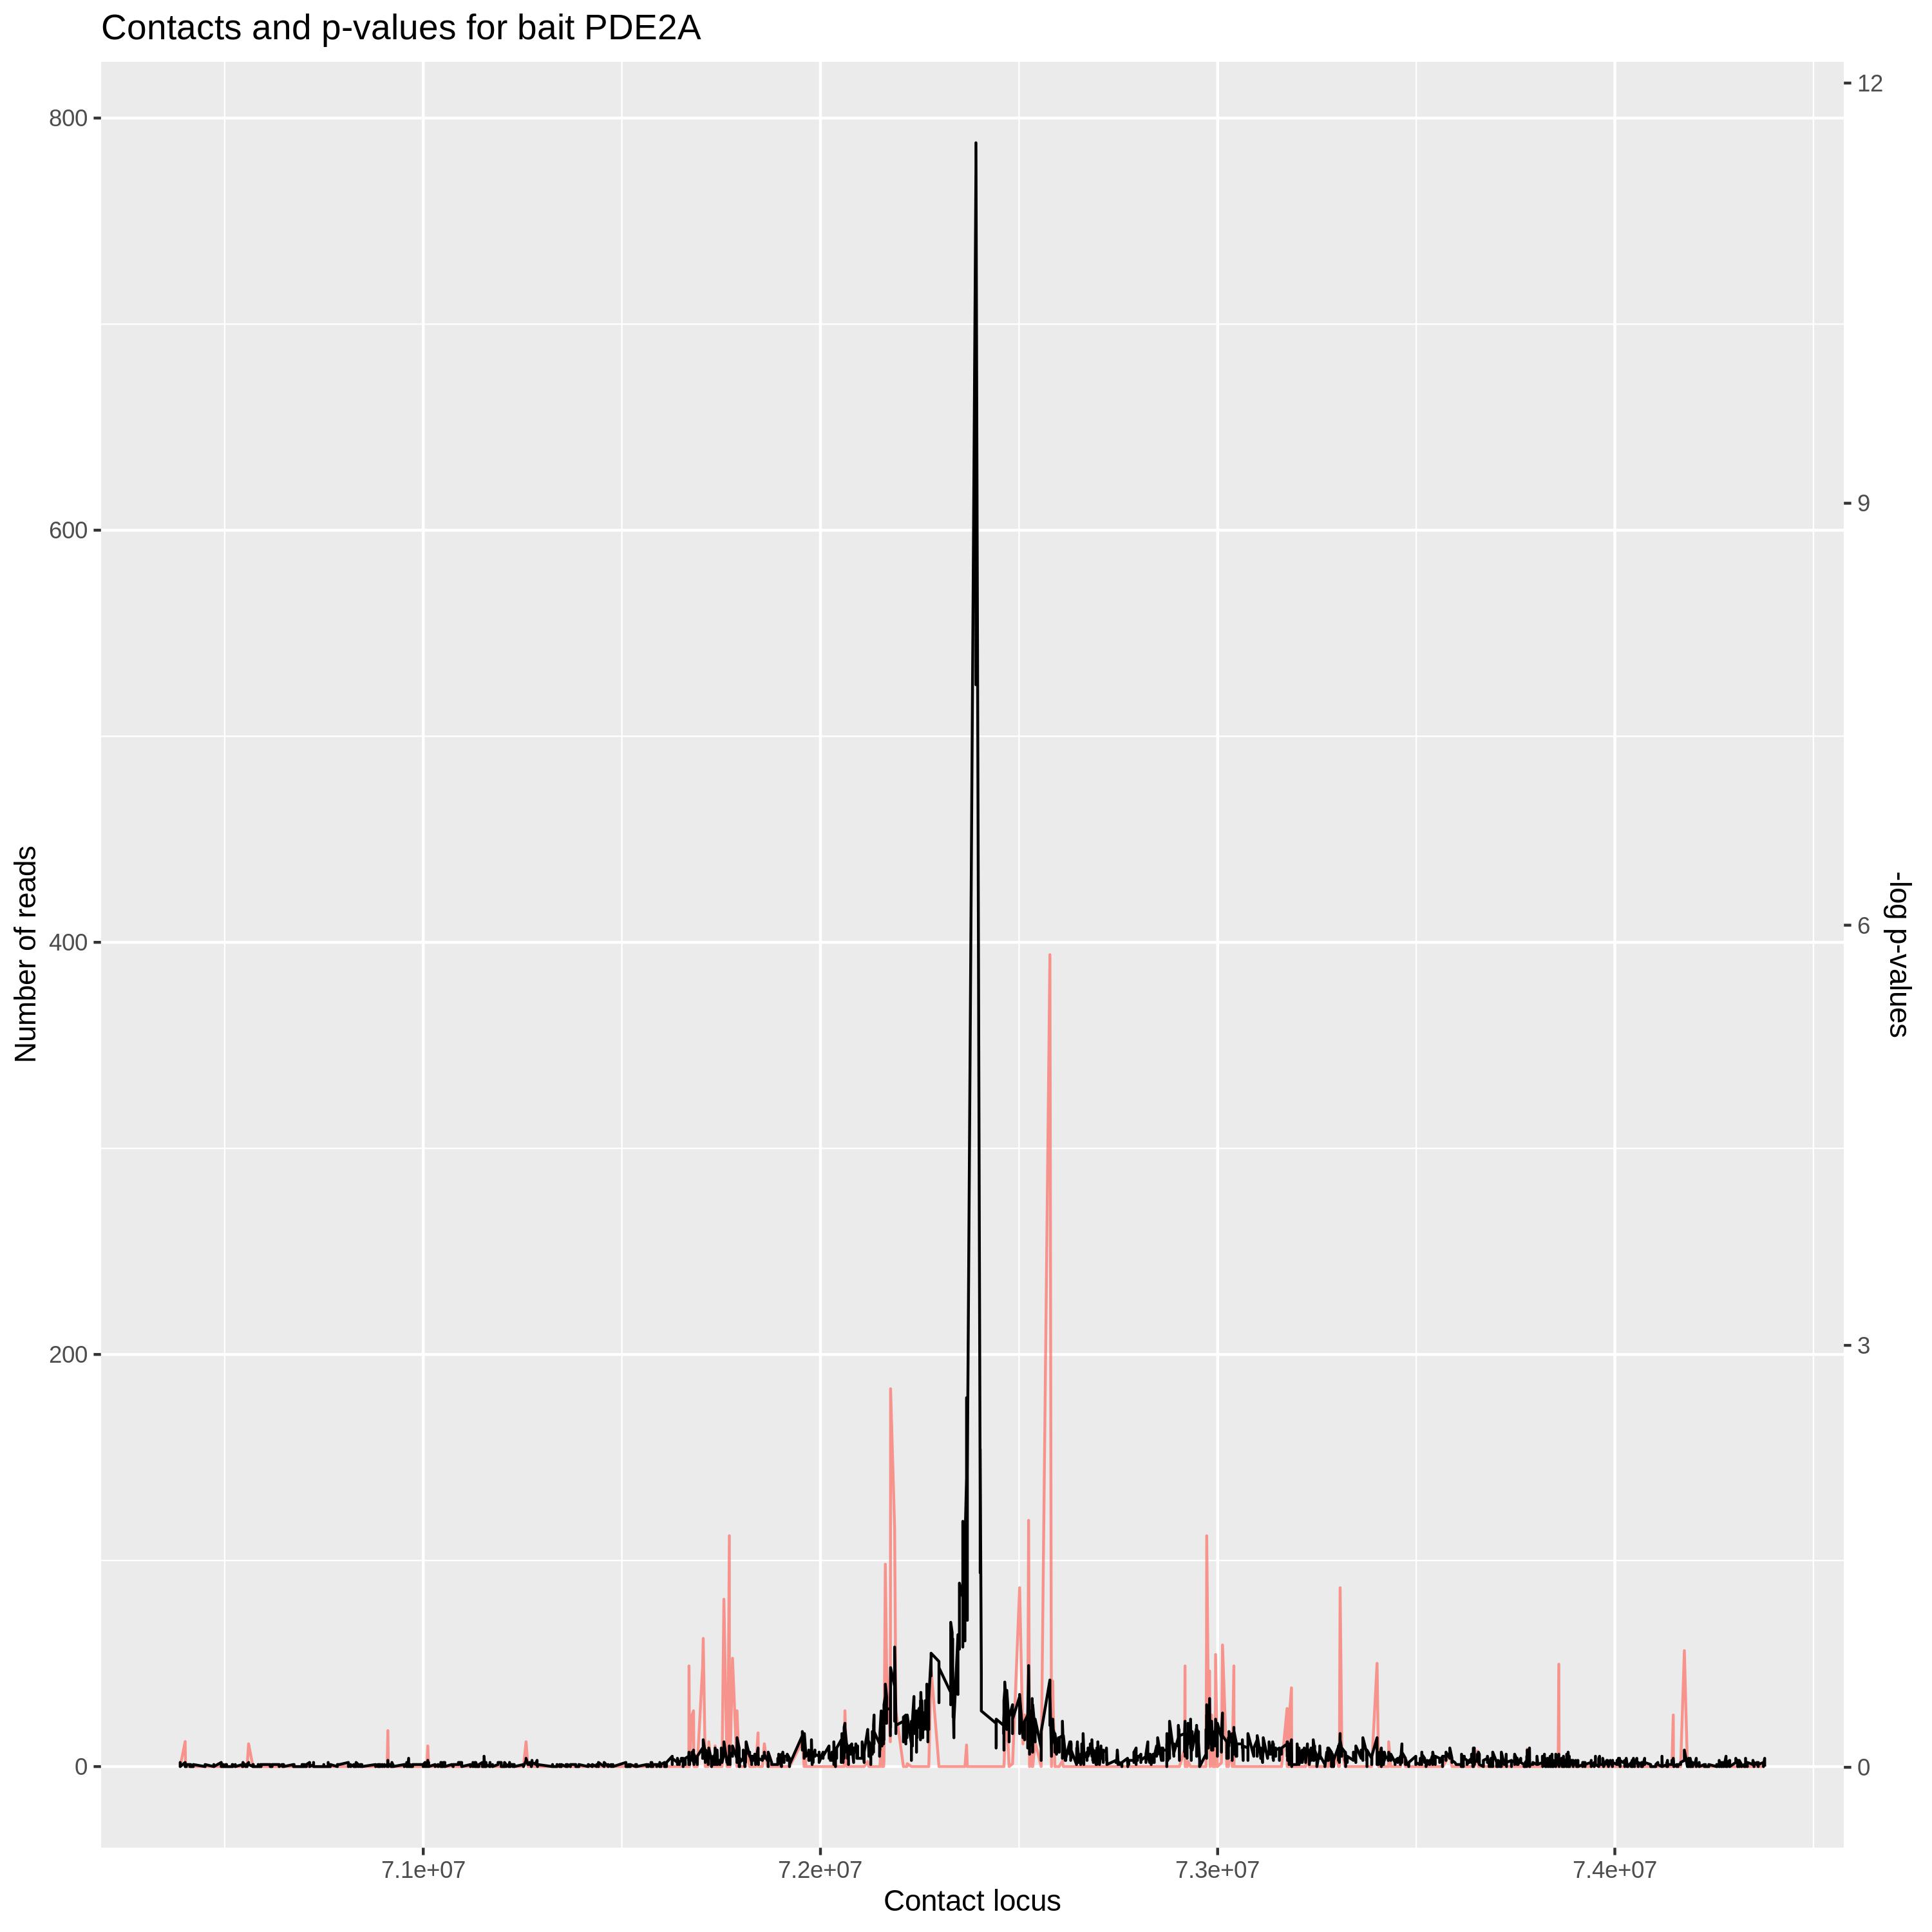 Contacts and p-values for bait PDE2A
800
600
400
200
0
Number of reads
12
9
6
3
0
-log p-values
7.1e+07
7.2e+07
7.3e+07
7.4e+07
Contact locus